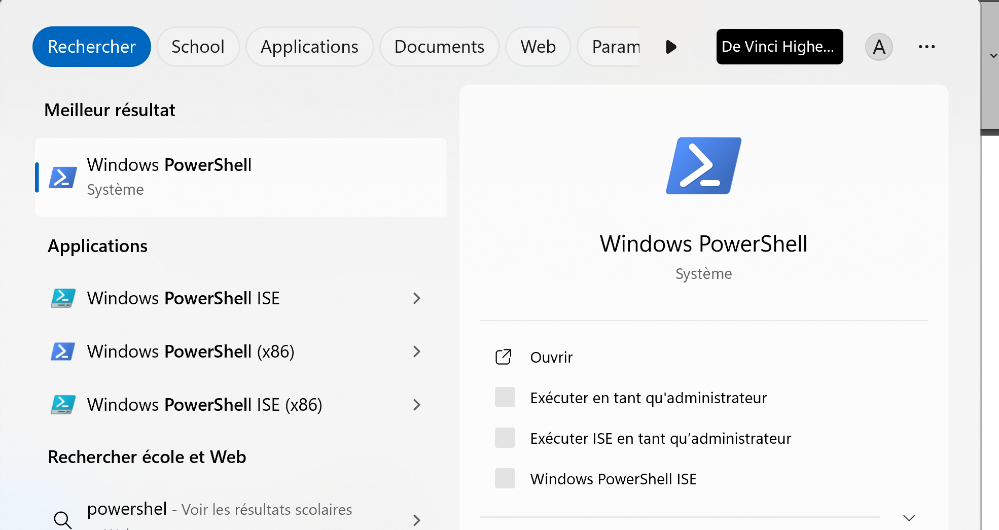 Rechercher School Applications Documents Web Param De Vinci Highe... A
Meilleur résultat
Windows PowerShell
Système
Applications
Windows PowerShell ISE
Windows PowerShell (x86)
Windows PowerShell ISE (x86)
Rechercher école et Web
powershel - Voir les résultats scolaires
Windows PowerShell
Système
Ouvrir
Exécuter en tant qu'administrateur
Exécuter ISE en tant qu’administrateur
Windows PowerShell ISE